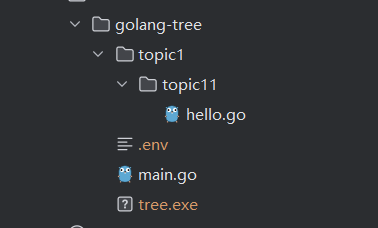 golang-tree
topic1
topic11
hello.go
.env
main.go
tree.exe